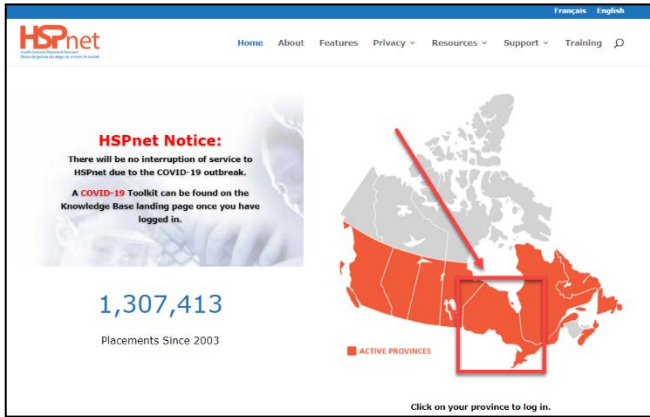 Français English
HSPnet
Home About Features Privacy Resources Support Training
HSPnet Notice:
There will be no interruption of service to
HSPnet due to the COVID-19 outbreak.
A COVID-19 Toolkit can be found on the
Knowledge Base landing page once you have
logged in.
1,307,413
Placements Since 2003
ACTIVE PROVINCES
Click on your province to log in.